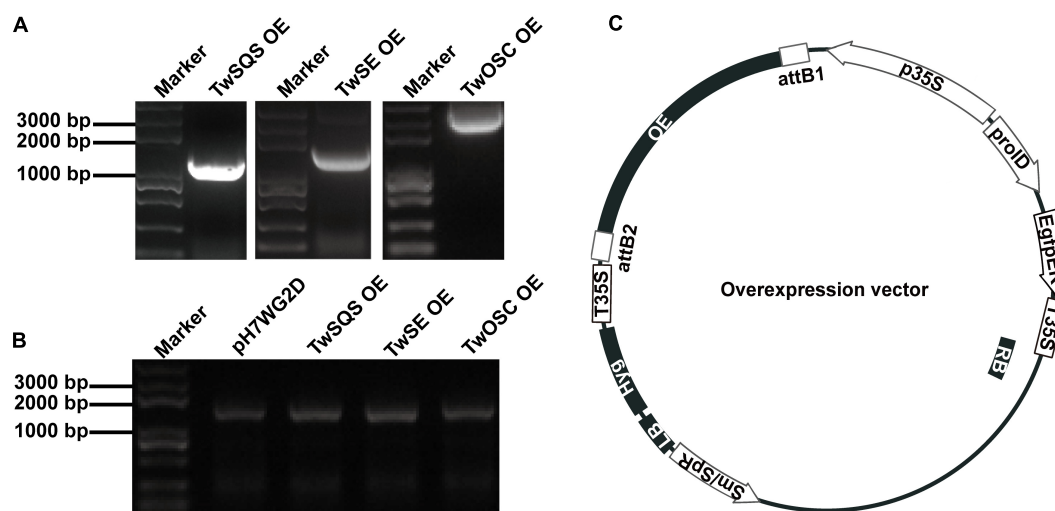 A
Marker
TwSQS OE
Marker
TwSE OE
Marker
TwOSC OE
3000 bp
2000 bp
1000 bp
B
Marker
pH7WG2D
TwSQS OE
TwSE OE
TwOSC OE
3000 bp
2000 bp
1000 bp
C
attB1
p35S
prolD
EgfpE
T35S
RB
Sm/SpR
LB
Hyg
T35S
attB2
OE
Overexpression vector